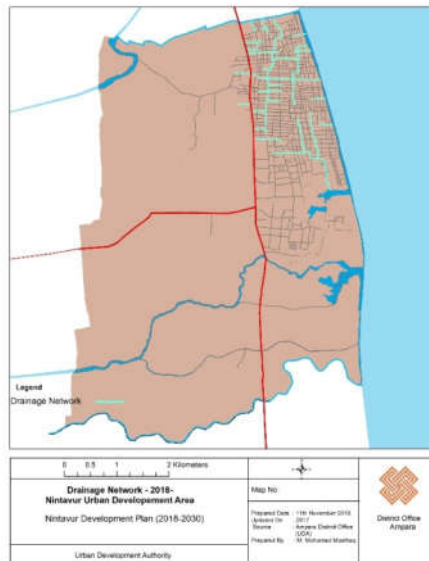 Legend
Drainage Network
0 0.5 1 2 Kilometers
Drainage Network - 2018-
Nintavur Urban Developement Area
Nintavur Development Plan (2018-2030)
Urban Development Authority
Map No
Prepared Date : 11th November 2018
Updated On : 2017
Source : Ampara District Office
(UDA)
Prepared By : M. Mohamed
District Office
Ampara